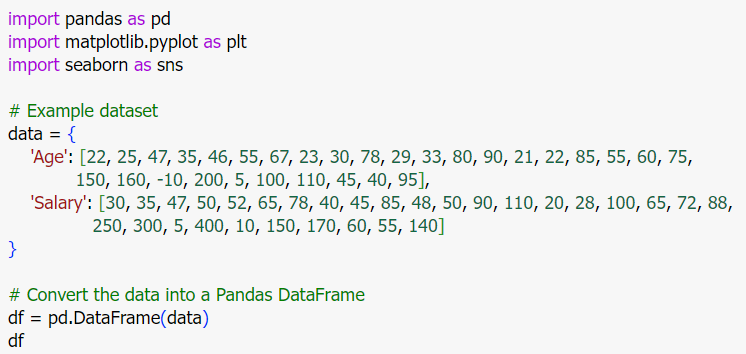 import pandas as pd
import matplotlib.pyplot as plt
import seaborn as sns
# Example dataset
data = {
'Age': [22, 25, 47, 35, 46, 55, 67, 23, 30, 78, 29, 33, 80, 90, 21, 22, 85, 55, 60, 75,
150, 160, -10, 200, 5, 100, 110, 45, 40, 95],
'Salary': [30, 35, 47, 50, 52, 65, 78, 40, 45, 85, 48, 50, 90, 110, 20, 28, 100, 65, 72, 88,
250, 300, 5, 400, 10, 150, 170, 60, 55, 140]
}
# Convert the data into a Pandas DataFrame
df = pd.DataFrame(data)
df